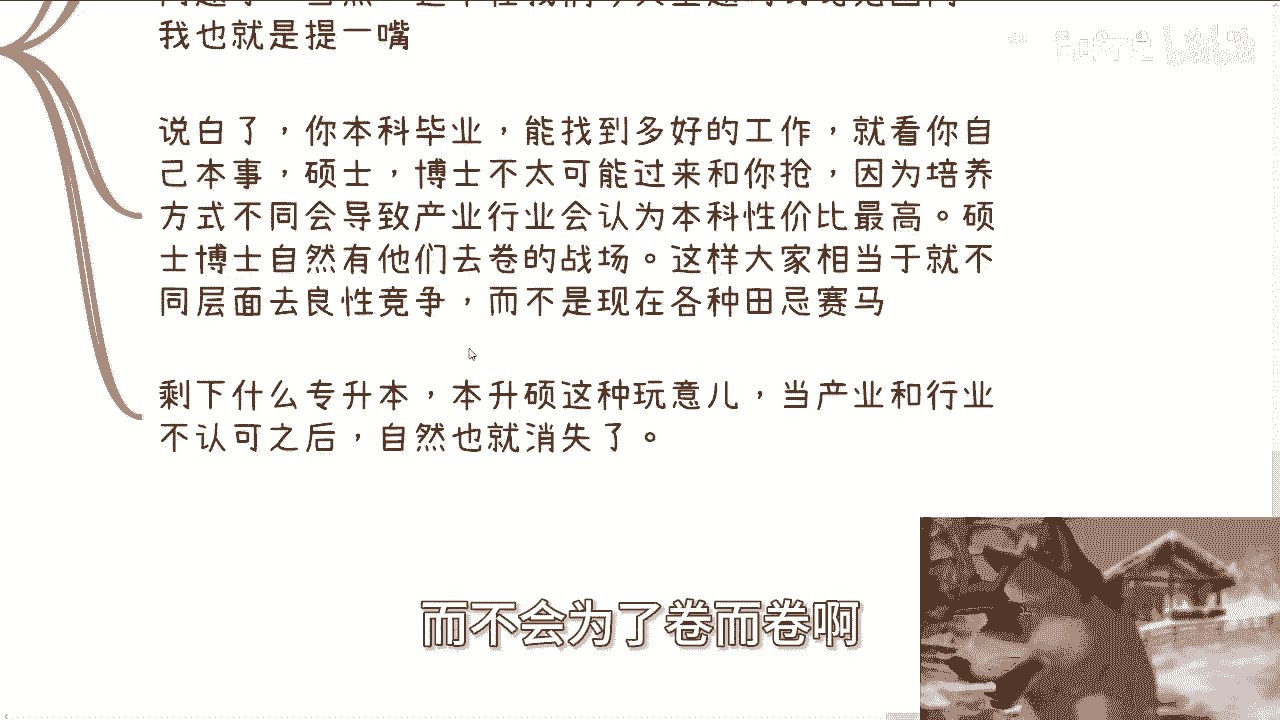 我也就是提一嘴
说白了，你本科毕业，能找到多好的工作，就看你自
己本事，硕士，博士不太可能过来和你抢，因为培养
方式不同会导致产业行业会认为本科性价比最高。硕
士博士自然有他们去卷的战场。这样大家相当于就不
同层面去良性竞争，而不是现在各种田忌赛马
剩下什么专升本，本升硕这种玩意儿，当产业和行业
不认可之后，自然也就消失了。
而不会为了卷而卷啊